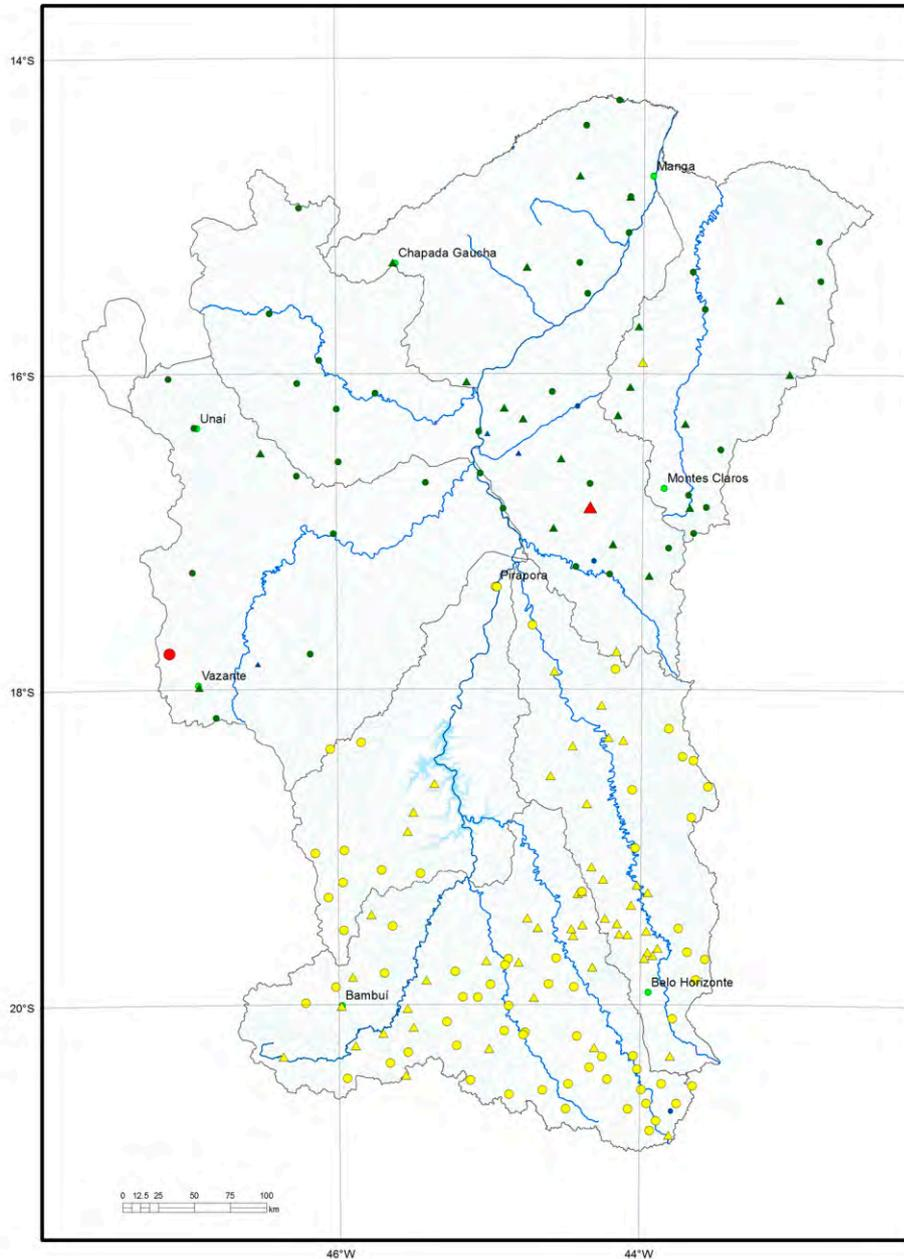 14°S
Manga
Chapada Gaucha
16°S
Unaí
Montes Claros
Pirapora
Vazante
18°S
20°S
Bambuí
Belo Horizonte
0 12.5 25 50 75 100
km
46°W 44°W